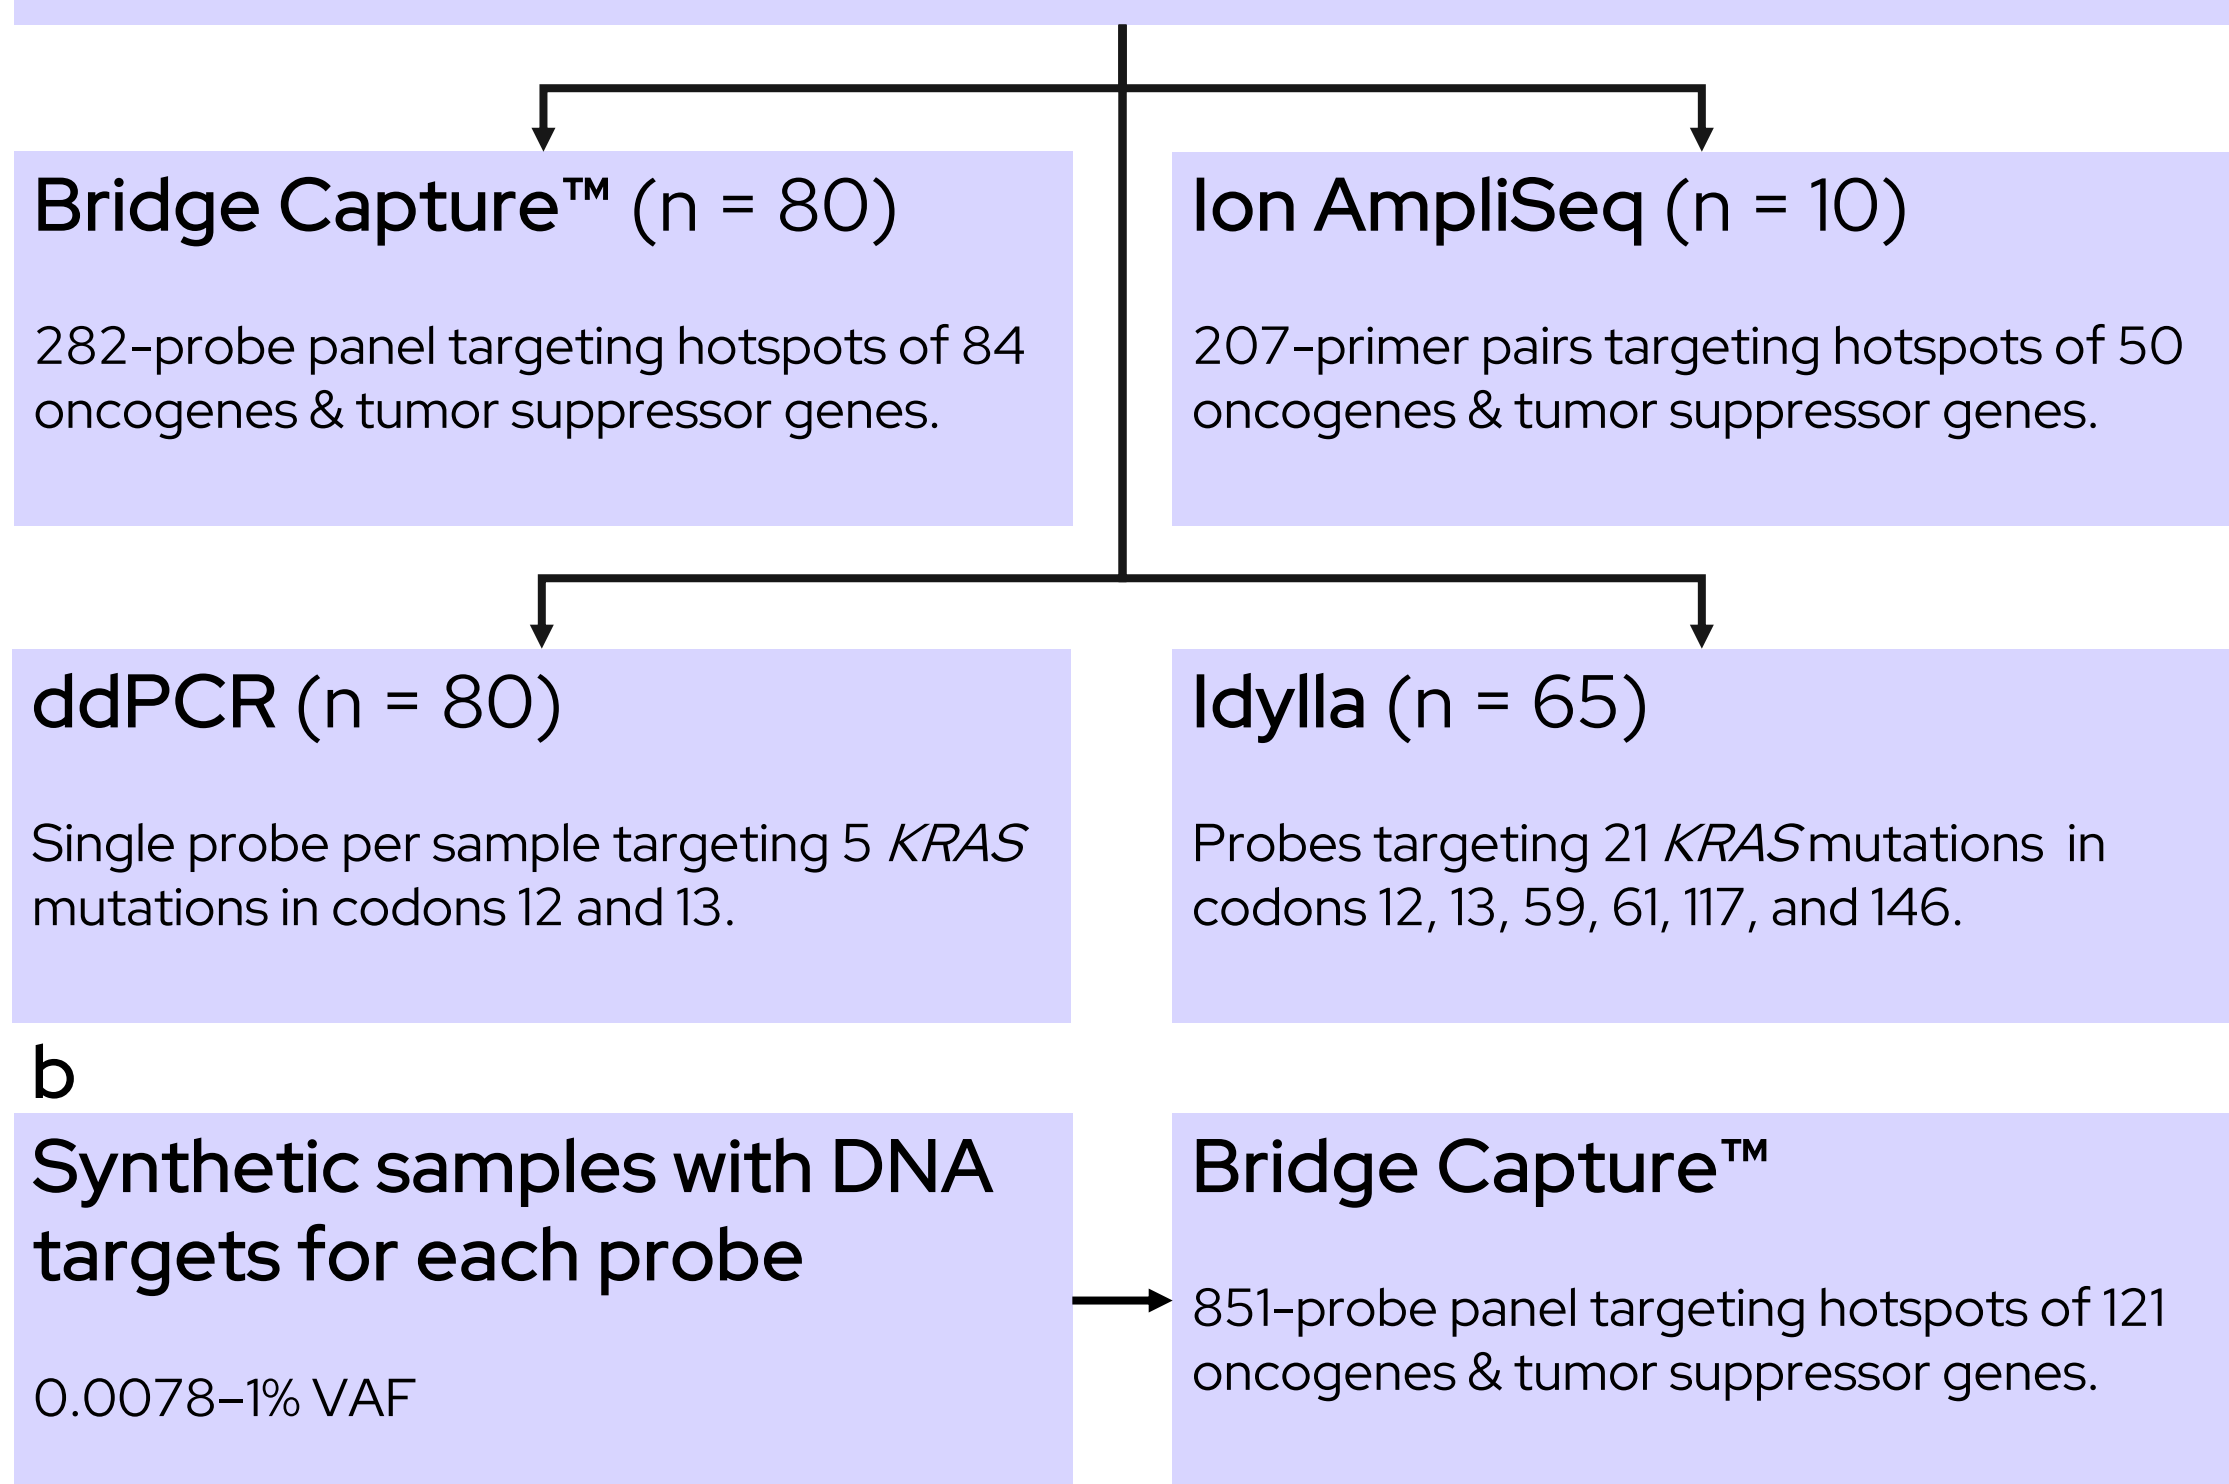 Bridge Capture™ (n = 80)
282-probe panel targeting hotspots of 84
oncogenes & tumor suppressor genes.
Ion AmpliSeq (n = 10)
207-primer pairs targeting hotspots of 50
oncogenes & tumor suppressor genes.
ddPCR (n = 80)
Single probe per sample targeting 5 KRAS
mutations in codons 12 and 13.
Idylla (n = 65)
Probes targeting 21 KRAS mutations in
codons 12, 13, 59, 61, 117, and 146.
b
Synthetic samples with DNA
targets for each probe
0.0078–1% VAF
Bridge Capture™
851-probe panel targeting hotspots of 121
oncogenes & tumor suppressor genes.